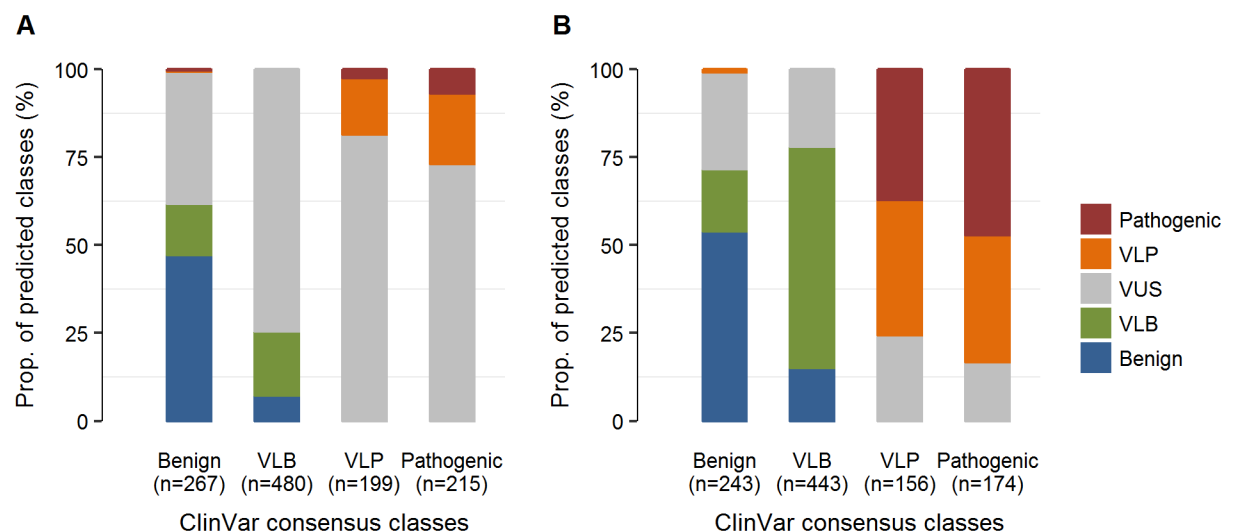 A
Prop. of predicted classes (%)
100
75
50
25
0
Benign
(n=267)
VLB
(n=480)
VLP
(n=199)
Pathogenic
(n=215)
ClinVar consensus classes
B
Prop. of predicted classes (%)
100
75
50
25
0
Benign
(n=243)
VLB
(n=443)
VLP
(n=156)
Pathogenic
(n=174)
ClinVar consensus classes
Pathogenic
VLP
VUS
VLB
Benign